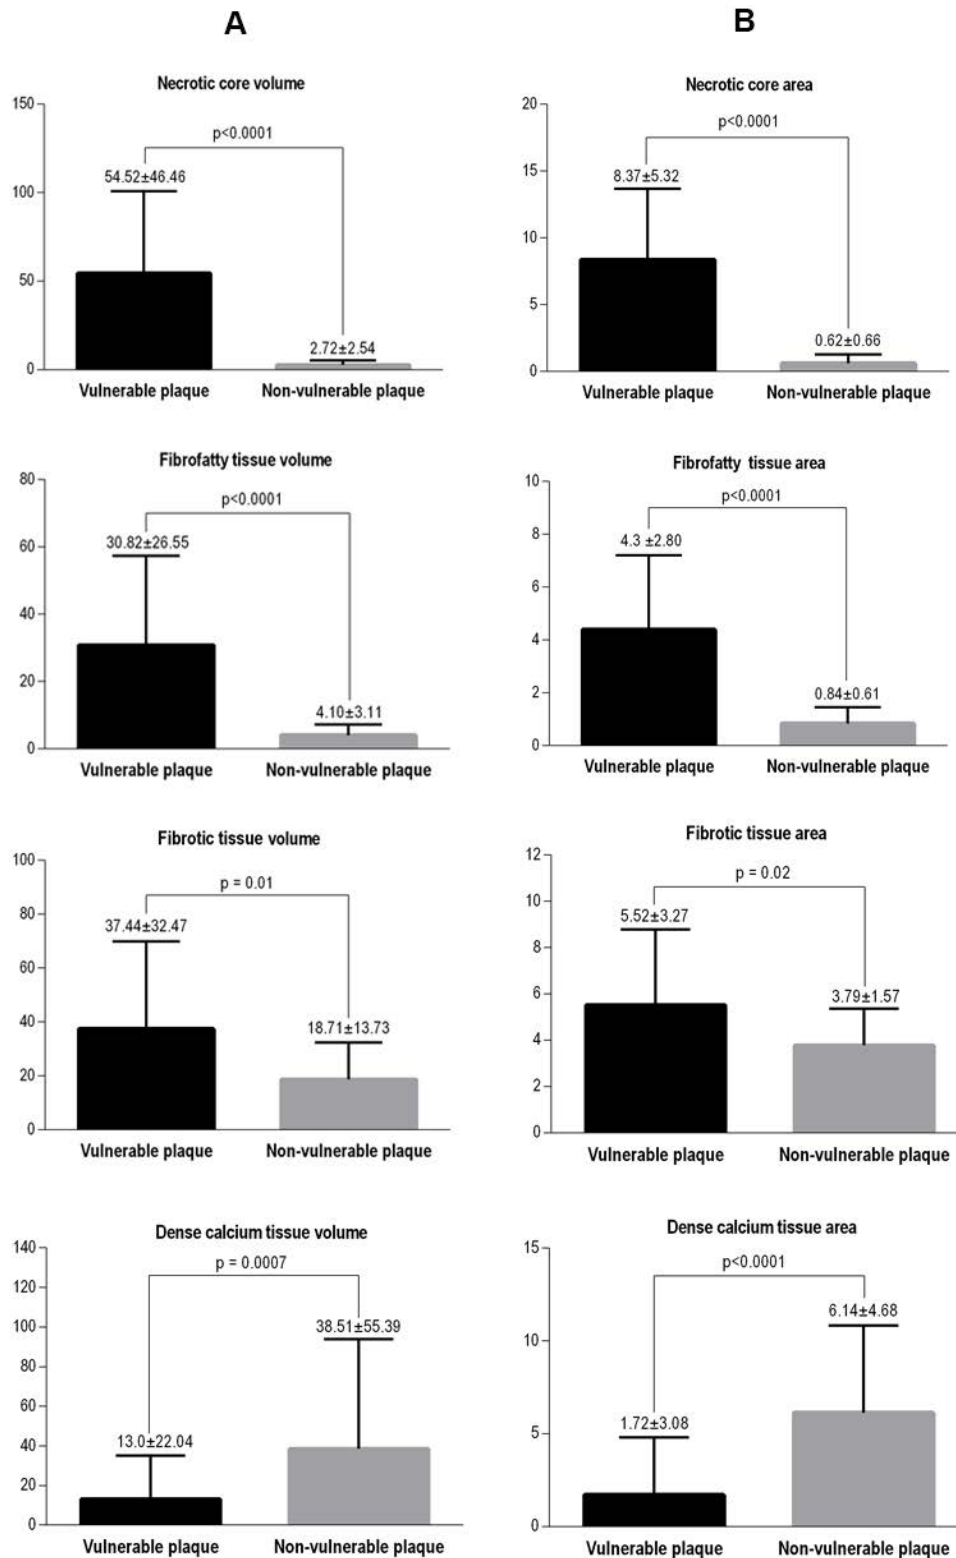 A
B
Necrotic core volume
150
100
50
0
p<0.0001
54.52±46.46
2.72±2.54
Vulnerable plaque
Non-vulnerable plaque
Necrotic core area
20
15
10
5
0
p<0.0001
8.37±5.32
0.62±0.66
Vulnerable plaque
Non-vulnerable plaque
Fibrofatty tissue volume
80
60
40
20
0
p<0.0001
30.82±26.55
4.10±3.11
Vulnerable plaque
Non-vulnerable plaque
Fibrofatty tissue area
10
8
6
4
2
0
p<0.0001
4.3 ±2.80
0.84±0.61
Vulnerable plaque
Non-vulnerable plaque
Fibrotic tissue volume
100
80
60
40
20
0
p = 0.01
37.44±32.47
18.71±13.73
Vulnerable plaque
Non-vulnerable plaque
Fibrotic tissue area
12
10
8
6
4
2
0
p = 0.02
5.52±3.27
3.79±1.57
Vulnerable plaque
Non-vulnerable plaque
Dense calcium tissue volume
140
120
100
80
60
40
20
0
p = 0.0007
13.0±22.04
38.51±55.39
Vulnerable plaque
Non-vulnerable plaque
Dense calcium tissue area
15
10
5
0
p<0.0001
1.72±3.08
6.14±4.68
Vulnerable plaque
Non-vulnerable plaque